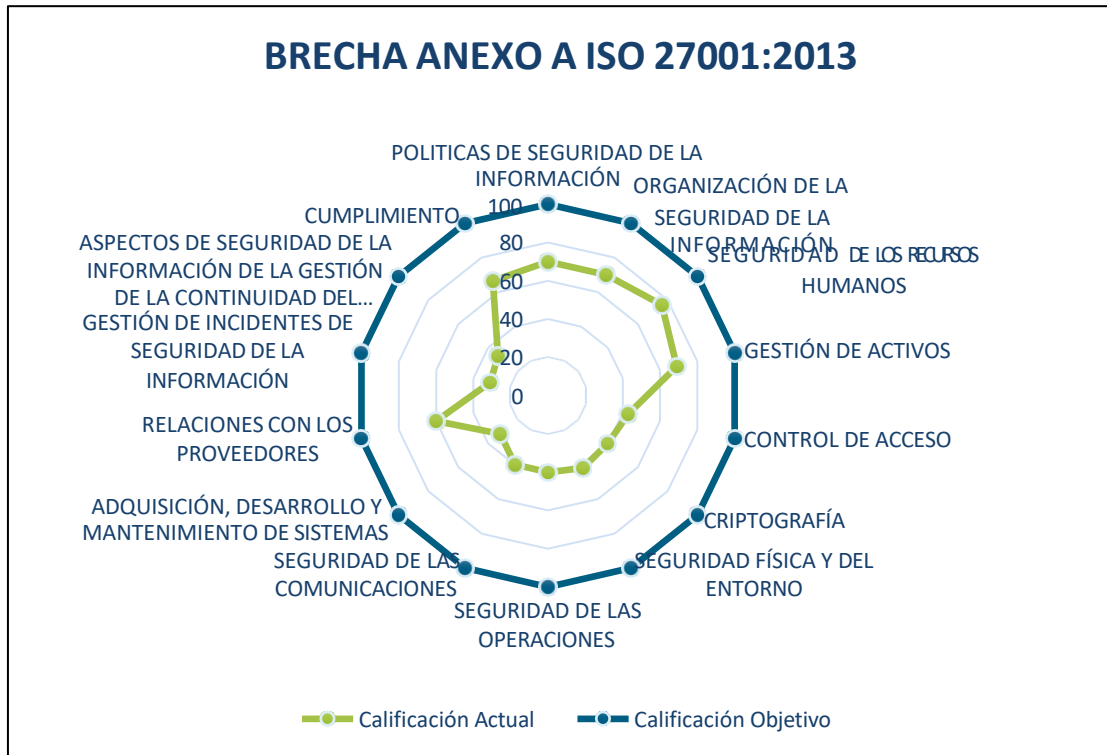 BRECHA ANEXO A ISO 27001:2013
POLITICAS DE SEGURIDAD DE LA
INFORMACIÓN
ORGANIZACIÓN DE LA
SEGURIDAD DE LA
INFORMACIÓN
SEGURIDAD DE LOS RECURSOS
HUMANOS
GESTIÓN DE ACTIVOS
CONTROL DE ACCESO
CRIPTOGRAFÍA
SEGURIDAD FÍSICA Y DEL
ENTORNO
SEGURIDAD DE LAS
OPERACIONES
SEGURIDAD DE LAS
COMUNICACIONES
ADQUISICIÓN, DESARROLLO Y
MANTENIMIENTO DE SISTEMAS
RELACIONES CON LOS
PROVEEDORES
GESTIÓN DE INCIDENTES DE
SEGURIDAD DE LA
INFORMACIÓN
ASPECTOS DE SEGURIDAD DE LA
INFORMACIÓN DE LA GESTIÓN
DE LA CONTINUIDAD DEL...
CUMPLIMIENTO
100
80
60
40
20
0
Calificación Actual
Calificación Objetivo